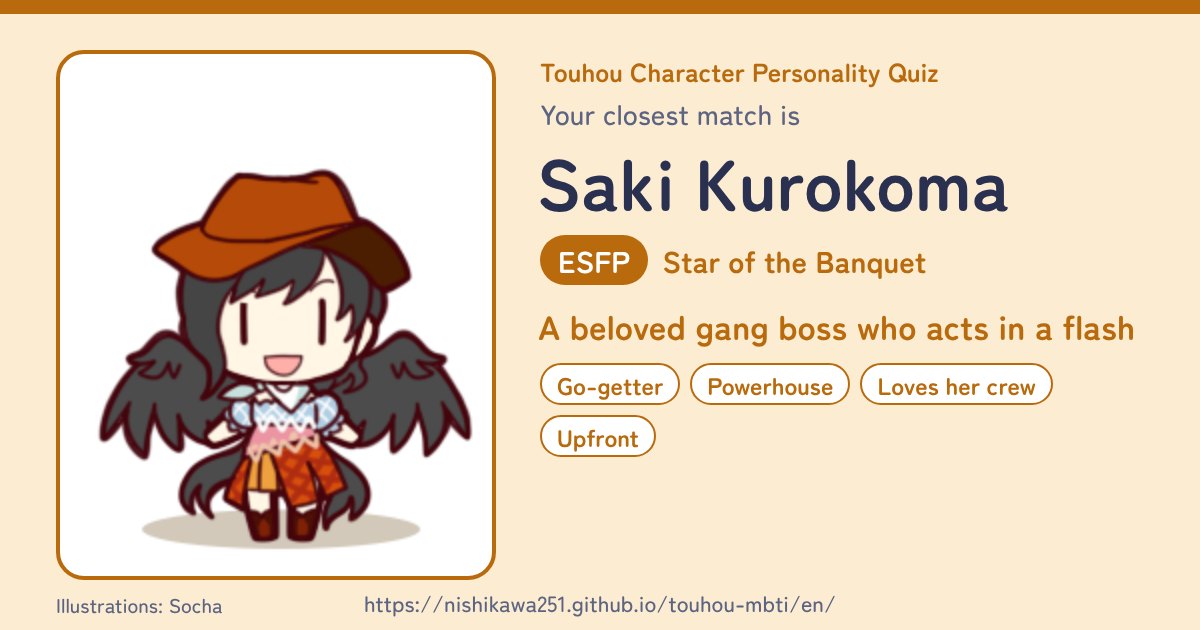 Touhou Character Personality Quiz
Your closest match is
Saki Kurokoma
ESFP Star of the Banquet
A beloved gang boss who acts in a flash
Go-getter Powerhouse Loves her crew
Upfront
Illustrations: Socha https://nishikawa251.github.io/touhou-mbti/en/